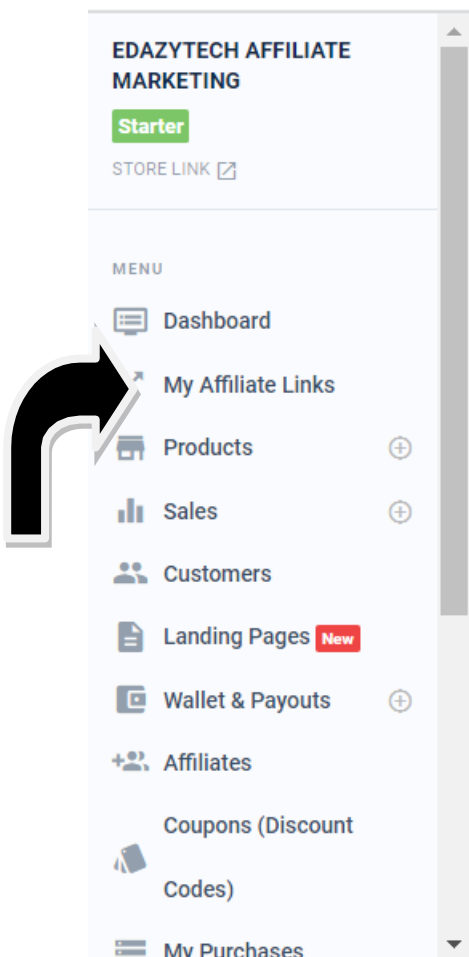 EDAZYTECH AFFILIATE
MARKETING
Starter
STORE LINK
MENU
Dashboard
My Affiliate Links
Products
Sales
Customers
Landing Pages New
Wallet & Payouts
Affiliates
Coupons (Discount
Codes)
My Purchases